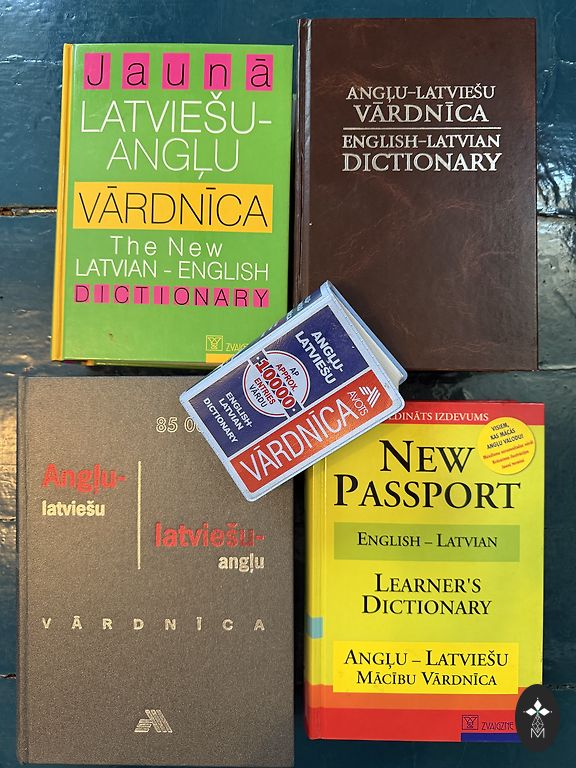 Jaunā
LATVIEŠU-
ANGĻU
VĀRDNĪCA
The New
LATVIAN - ENGLISH
DICTIONARY
ZVAIGZNE
ANGĻU-LATVIEŠU
VĀRDNĪCA
ENGLISH-LATVIAN
DICTIONARY
ANGĻU-
LATVIEŠU
AP
APPROX
10000
ENTRIES
VĀRDU
ENGLISH-
LATVIAN
DICTIONARY
VĀRDNĪCA
AVOTS
85 0
Angļu-
latviešu
latviešu-
angļu
VĀRDNĪCA
IZDEVUMS
VISIEM,
KAS MĀCĀS
ANGĻU VALODU!
NEW
PASSPORT
ENGLISH – LATVIAN
LEARNER'S
DICTIONARY
ANGĻU – LATVIEŠU
MĀCĪBU VĀRDNĪCA
ZVAIGZNE
M